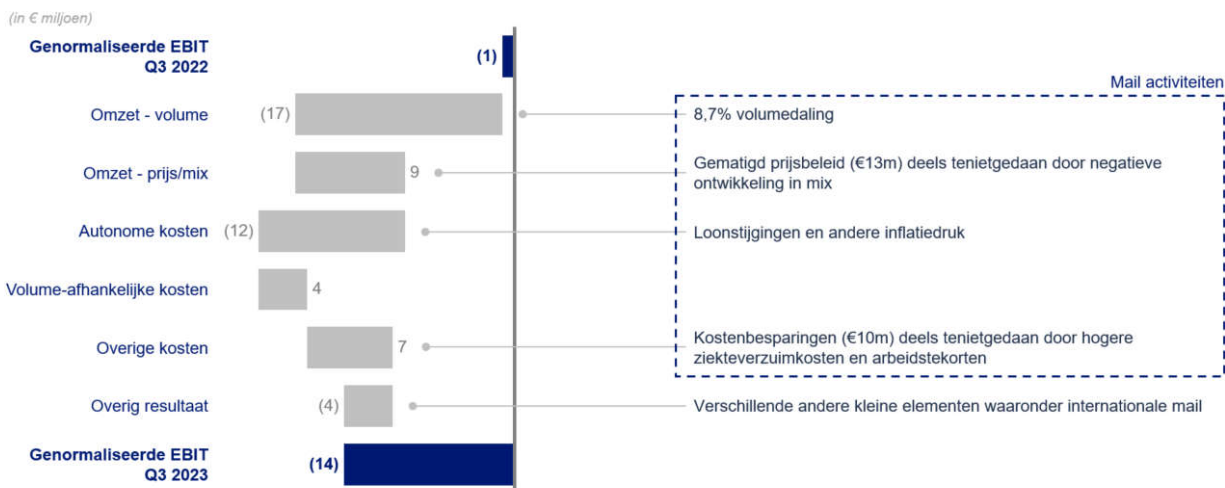 (in € miljoen)
Genormaliseerde EBIT
Q3 2022
(1)
Mail activiteiten
Omzet - volume
(17)
8,7% volumedaling
Omzet - prijs/mix
9
Gematigd prijsbeleid (€13m) deels tenietgedaan door negatieve
ontwikkeling in mix
Autonome kosten
(12)
Loonstijgingen en andere inflatiedruk
Volume-afhankelijke kosten
4
Overige kosten
7
Kostenbesparingen (€10m) deels tenietgedaan door hogere
ziekteverzuimkosten en arbeidstekorten
Overig resultaat
(4)
Verschillende andere kleine elementen waaronder internationale mail
Genormaliseerde EBIT
Q3 2023
(14)